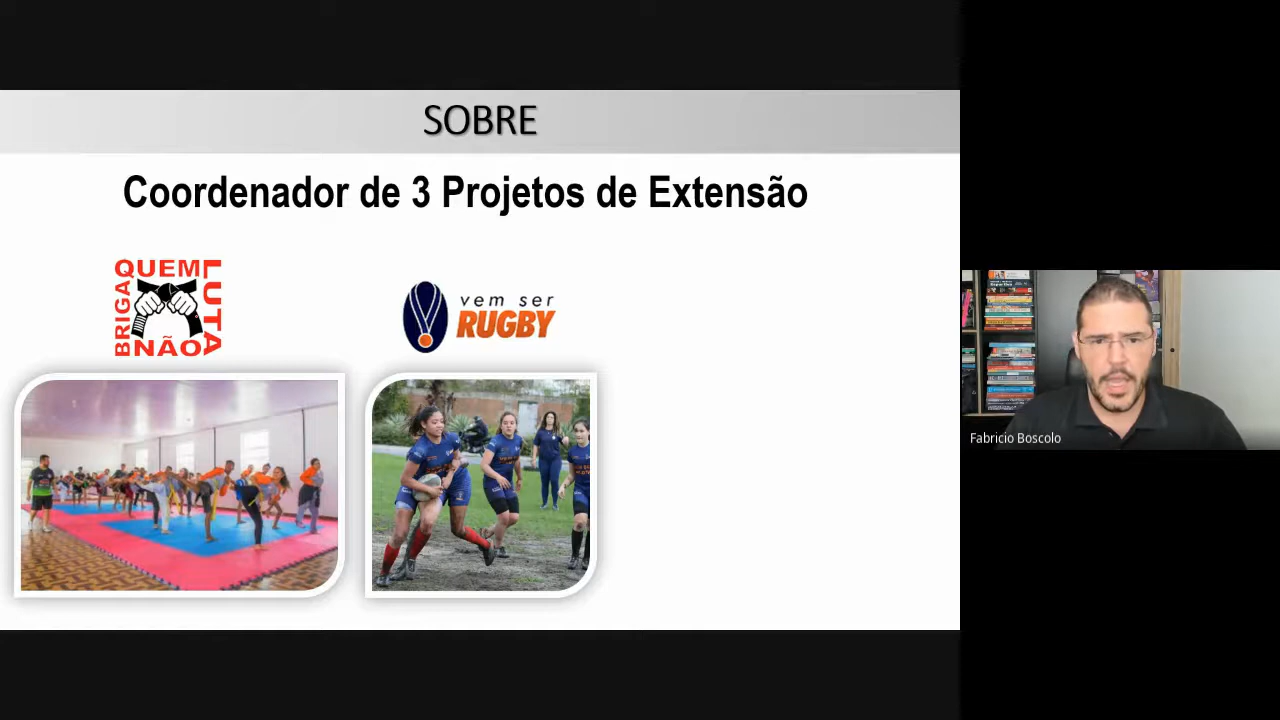 SOBRE
Coordenador de 3 Projetos de Extensão
QUEM
LUTA
NÃO
BRIGA
vem ser
RUGBY
Fabricio Boscolo